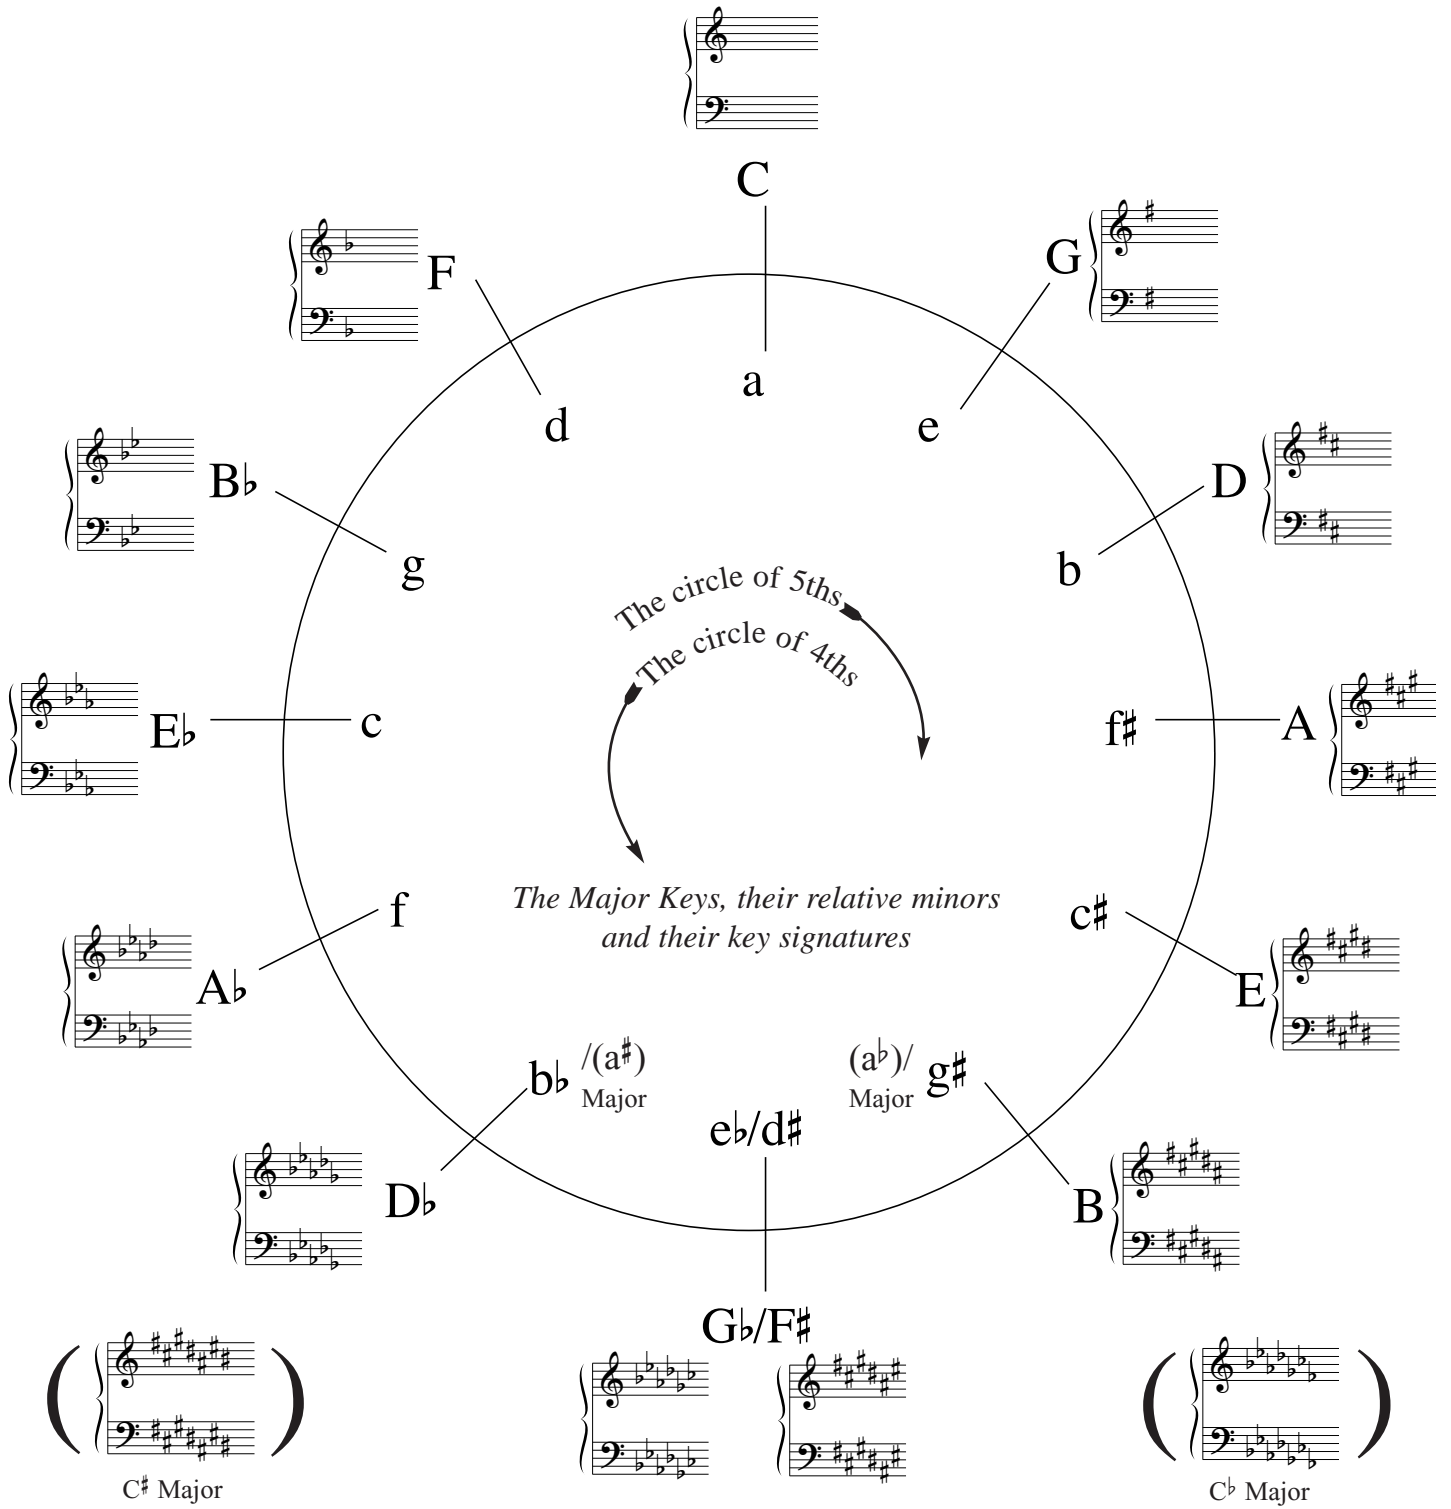 C
G
F
a
d
e
B♭
D
g
b
The circle of 5ths
The circle of 4ths
E♭
c
f♯
A
f
The Major Keys, their relative minors
and their key signatures
c♯
A♭
E
b♭ /(a♯)
Major
(a♭)/ g♯
Major
e♭/d♯
D♭
B
G♭/F♯
( )
C♯ Major
( )
C♭ Major